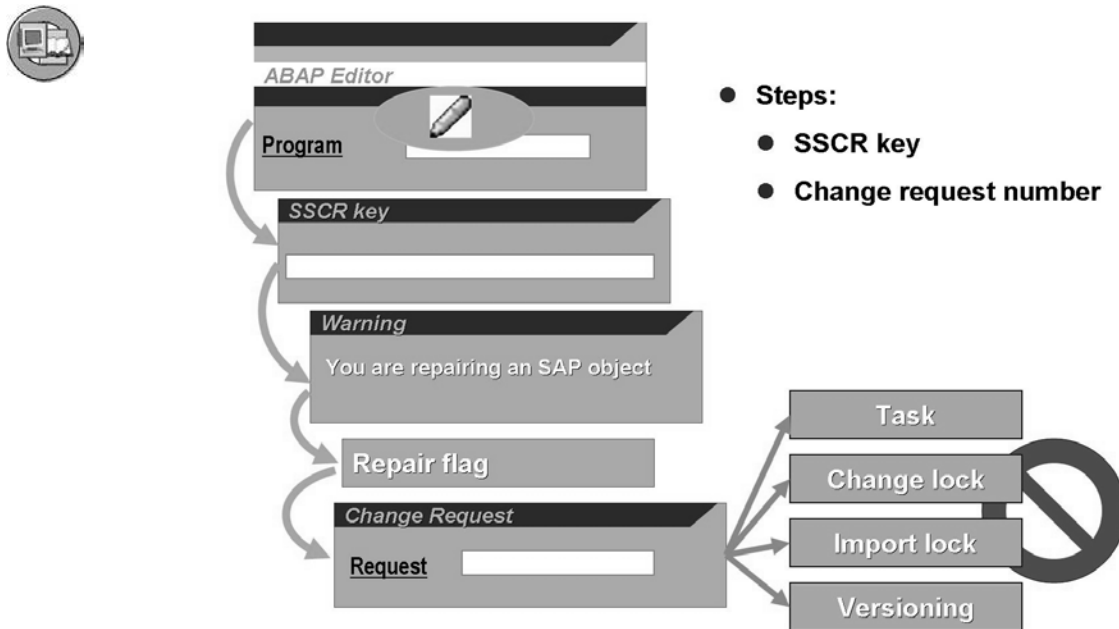 ABAP Editor
Program
SSCR key
Warning
You are repairing an SAP object
Repair flag
Change Request
Request
Steps:
SSCR key
Change request number
Task
Change lock
Import lock
Versioning